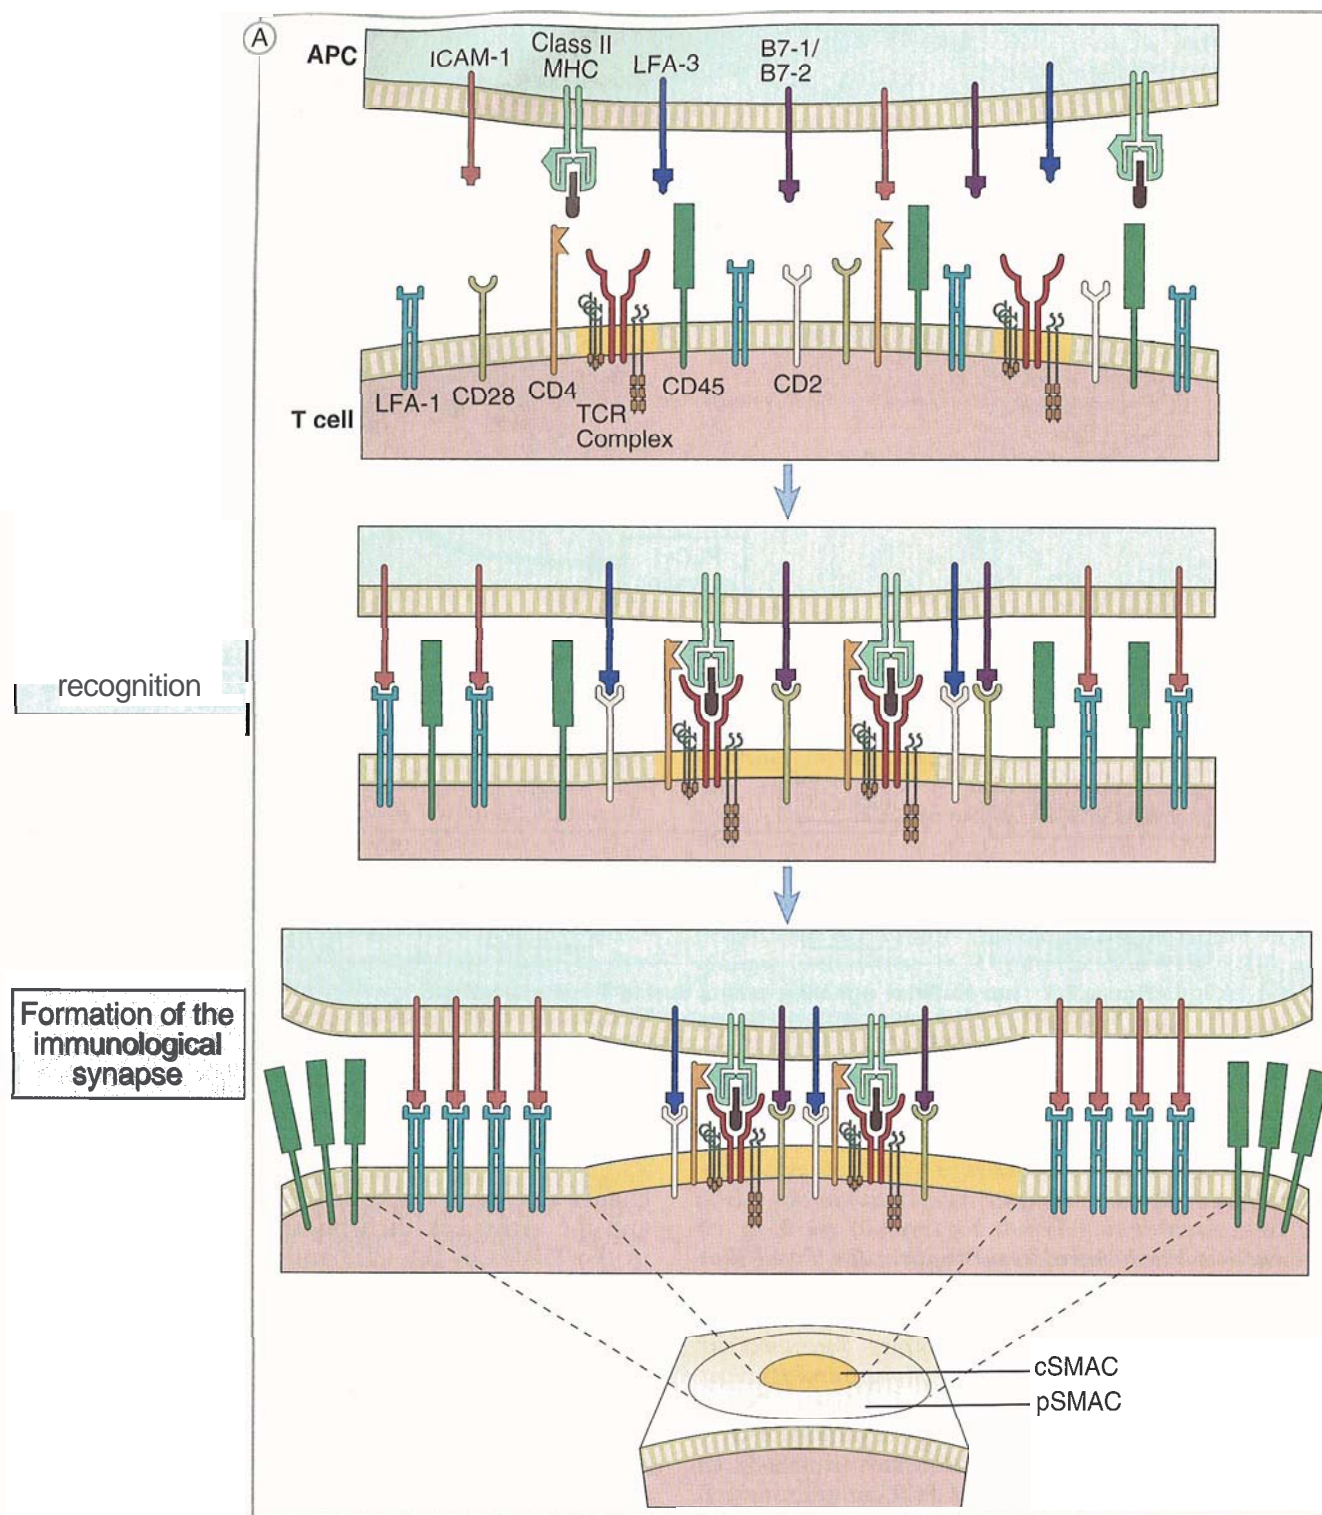 A
APC
ICAM-1
Class II
MHC
LFA-3
B7-1/
B7-2
LFA-1
CD28
CD4
TCR
Complex
CD45
CD2
T cell
recognition
Formation of the
immunological
synapse
cSMAC
pSMAC